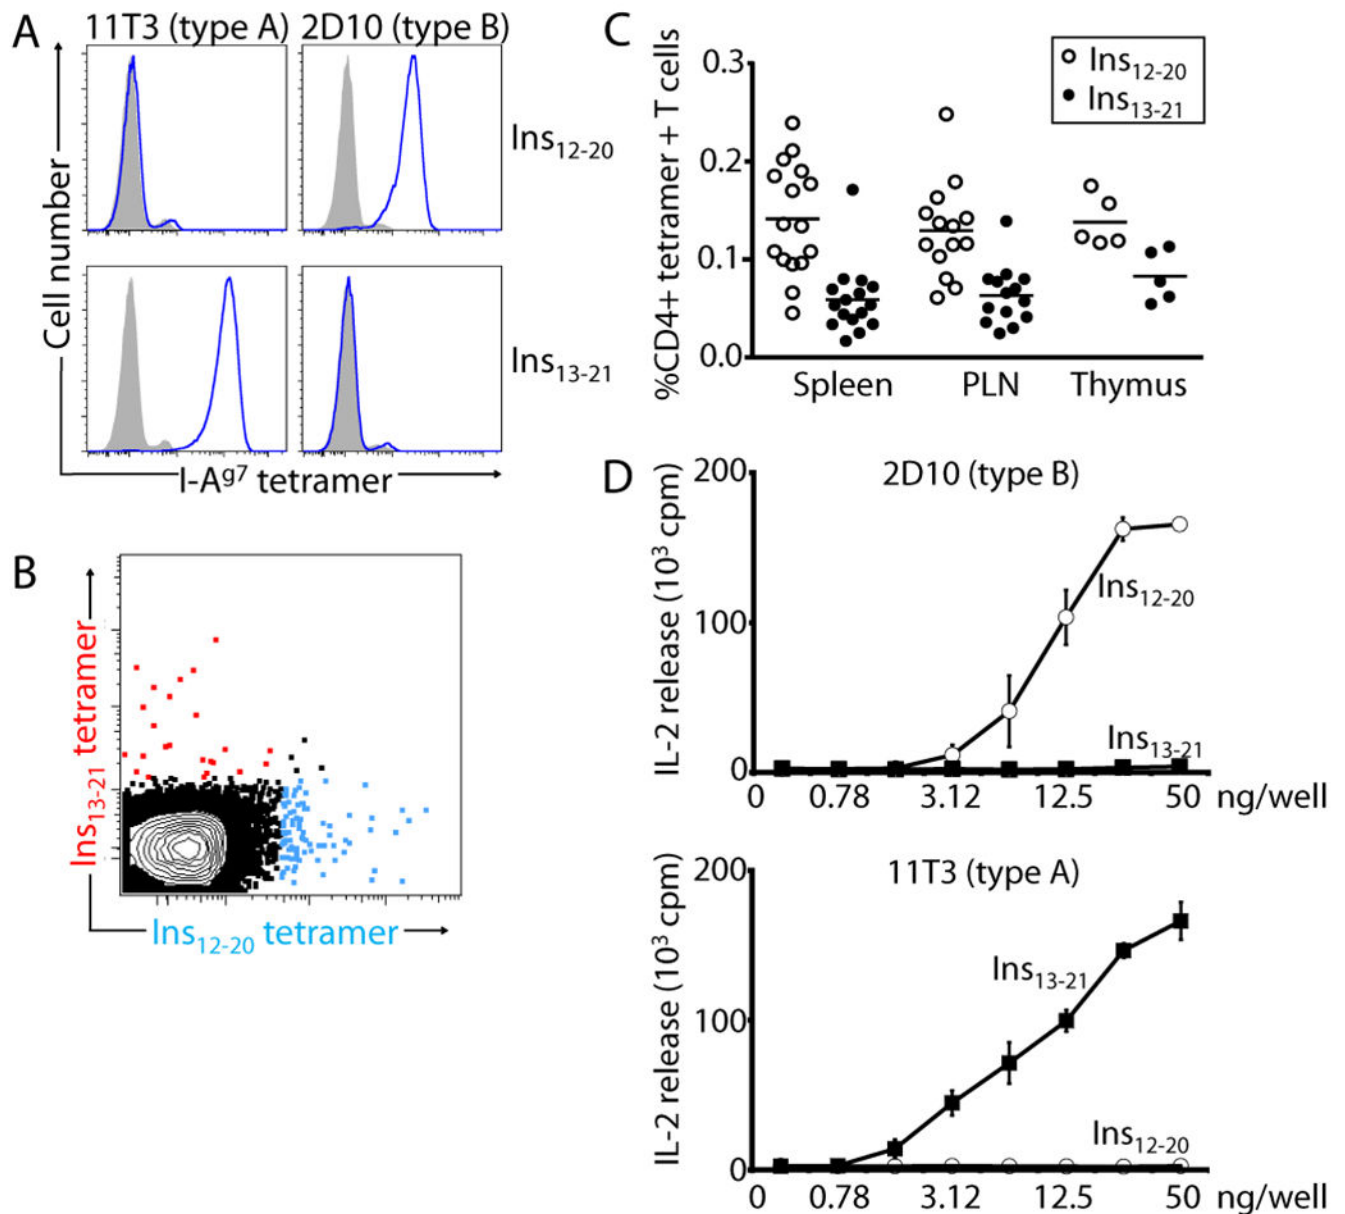 A
11T3 (type A)
2D10 (type B)
Cell number
Ins12-20
Ins13-21
I-Ag7 tetramer
B
Ins13-21 tetramer
Ins12-20 tetramer
C
%CD4+ tetramer + T cells
0.3
0.2
0.1
0.0
Ins12-20
Ins13-21
Spleen PLN Thymus
D
2D10 (type B)
IL-2 release (103 cpm)
200
100
0
Ins12-20
Ins13-21
0 0.78 3.12 12.5 50 ng/well
11T3 (type A)
IL-2 release (103 cpm)
200
100
0
Ins13-21
Ins12-20
0 0.78 3.12 12.5 50 ng/well